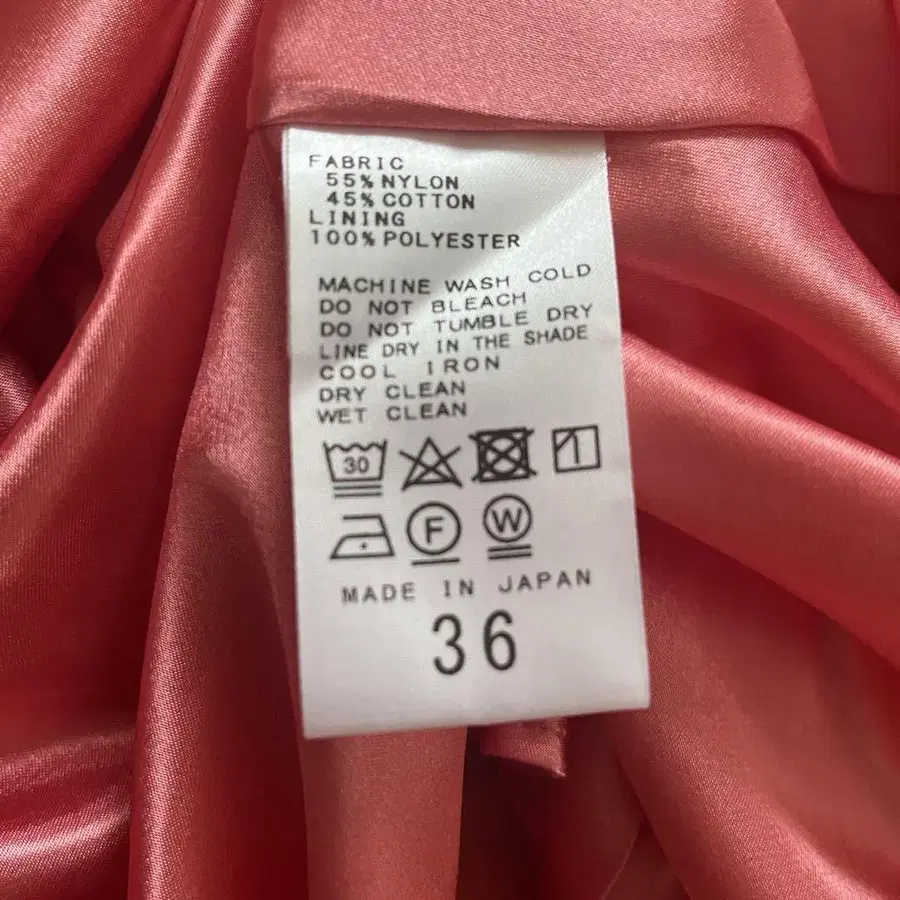 FABRIC
55% NYLON
45% COTTON
LINING
100% POLYESTER
MACHINE WASH COLD
DO NOT BLEACH
DO NOT TUMBLE DRY
LINE DRY IN THE SHADE
COOL IRON
DRY CLEAN
WET CLEAN
30
F W
MADE IN JAPAN
36